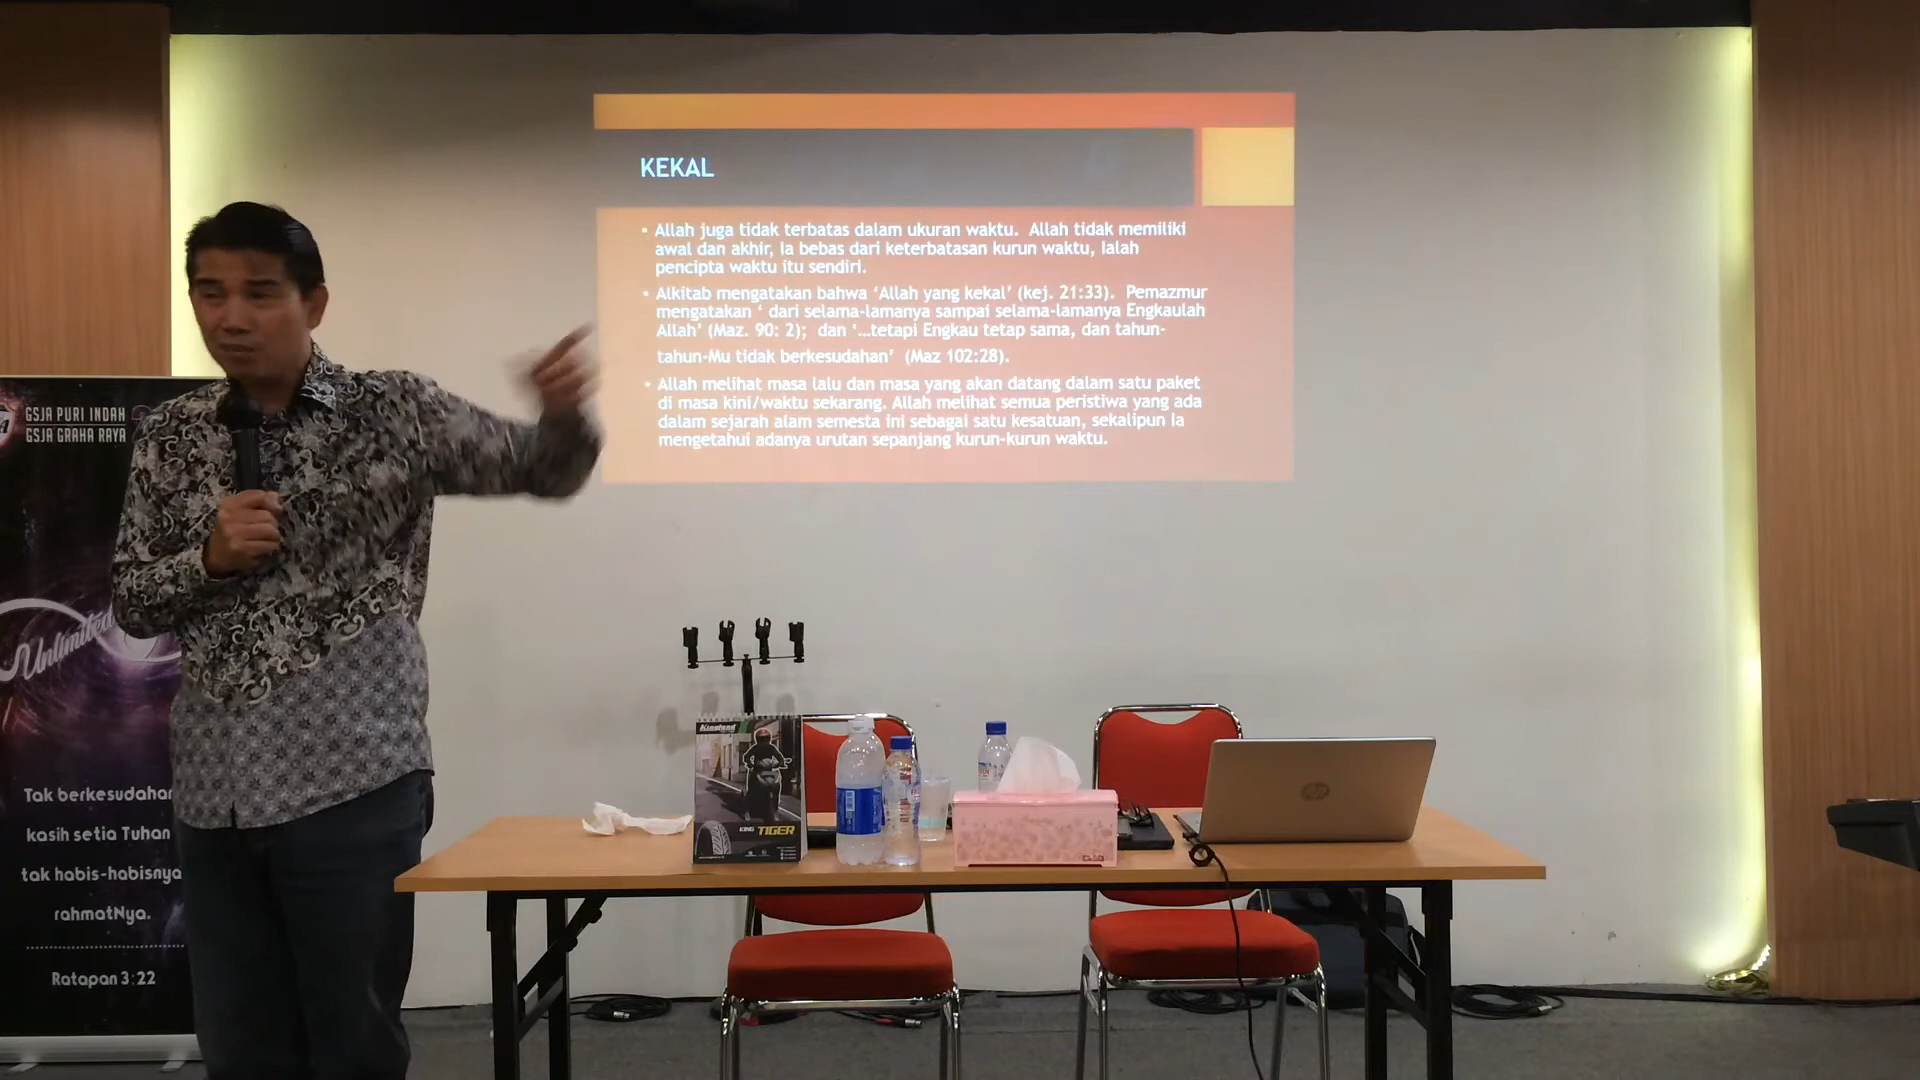 KEKAL
• Allah juga tidak terbatas dalam ukuran waktu. Allah tidak memiliki
awal dan akhir, Ia bebas dari keterbatasan kurun waktu, Ialah
pencipta waktu itu sendiri.
• Alkitab mengatakan bahwa ‘Allah yang kekal’ (kej. 21:33). Pemazmur
mengatakan ‘ dari selama-lamanya sampai selama-lamanya Engkaulah
Allah’ (Maz. 90: 2); dan ‘…tetapi Engkau tetap sama, dan tahun-
tahun-Mu tidak berkesudahan’ (Maz 102:28).
• Allah melihat masa lalu dan masa yang akan datang dalam satu paket
di masa kini/waktu sekarang. Allah melihat semua peristiwa yang ada
dalam sejarah alam semesta ini sebagai satu kesatuan, sekalipun Ia
mengetahui adanya urutan sepanjang kurun-kurun waktu.
GSJA PURI INDAH
GSJA GRAHA RAYA
Unlimited
Tak berkesudahan
kasih setia Tuhan
tak habis-habisnya
rahmatNya.
Ratapan 3:22
Kingland
KING TIGER
hp